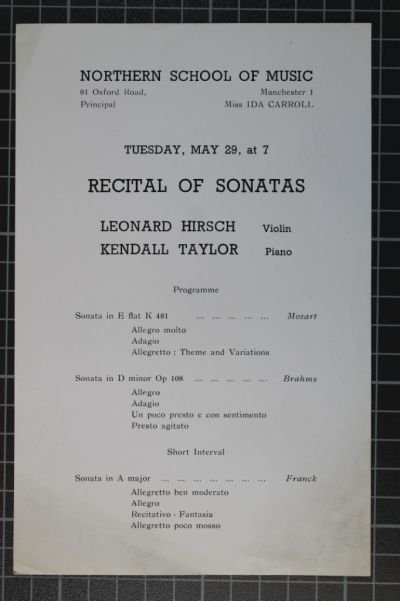 NORTHERN SCHOOL OF MUSIC
91 Oxford Road, Manchester 1
Principal Miss IDA CARROLL
TUESDAY, MAY 29, at 7
RECITAL OF SONATAS
LEONARD HIRSCH Violin
KENDALL TAYLOR Piano
Programme
Sonata in E flat K 481 ... ... ... ... ... Mozart
Allegro molto
Adagio
Allegretto : Theme and Variations
Sonata in D minor Op 108 ... ... ... ... ... Brahms
Allegro
Adagio
Un poco presto e con sentimento
Presto agitato
Short Interval
Sonata in A major ... ... ... ... ... ... ... Franck
Allegretto ben moderato
Allegro
Recitativo - Fantasia
Allegretto poco mosso